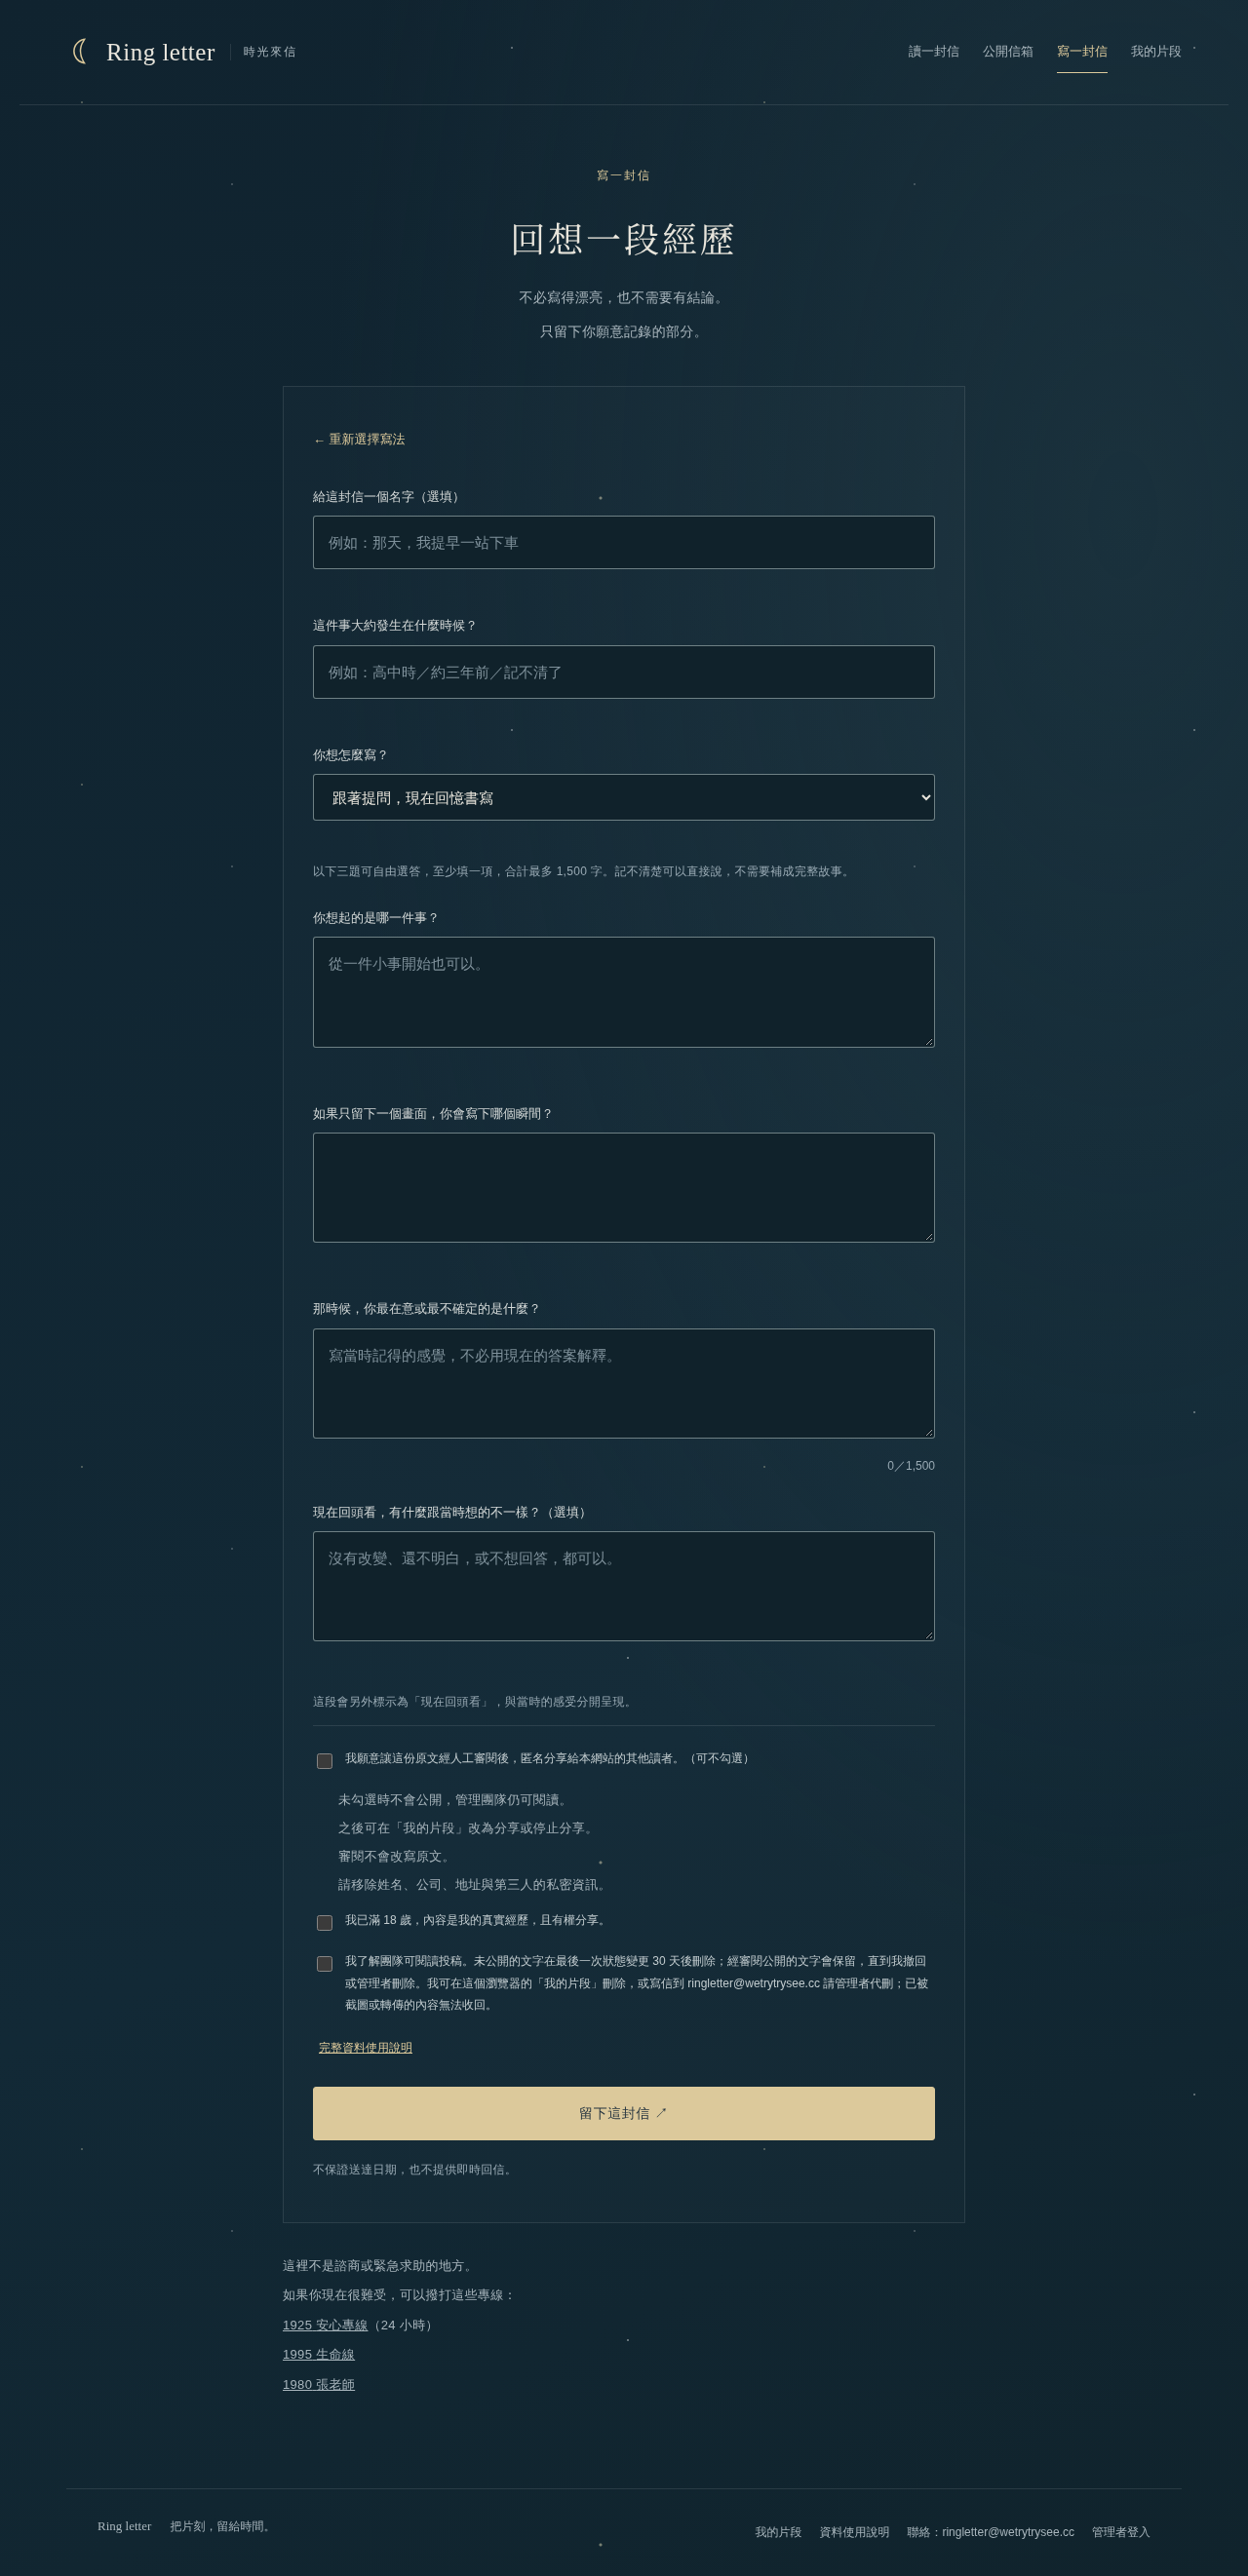 Ring letter 時光來信
讀一封信 公開信箱 寫一封信 我的片段
寫一封信
回想一段經歷
不必寫得漂亮，也不需要有結論。
只留下你願意記錄的部分。
← 重新選擇寫法
給這封信一個名字（選填）
例如：那天，我提早一站下車
這件事大約發生在什麼時候？
例如：高中時／約三年前／記不清了
你想怎麼寫？
跟著提問，現在回憶書寫
以下三題可自由選答，至少填一項，合計最多 1,500 字。記不清楚可以直接說，不需要補成完整故事。
你想起的是哪一件事？
從一件小事開始也可以。
如果只留下一個畫面，你會寫下哪個瞬間？
那時候，你最在意或最不確定的是什麼？
寫當時記得的感覺，不必用現在的答案解釋。
0／1,500
現在回頭看，有什麼跟當時想的不一樣？（選填）
沒有改變、還不明白，或不想回答，都可以。
這段會另外標示為「現在回頭看」，與當時的感受分開呈現。
我願意讓這份原文經人工審閱後，匿名分享給本網站的其他讀者。（可不勾選）
未勾選時不會公開，管理團隊仍可閱讀。
之後可在「我的片段」改為分享或停止分享。
審閱不會改寫原文。
請移除姓名、公司、地址與第三人的私密資訊。
我已滿 18 歲，內容是我的真實經歷，且有權分享。
我了解團隊可閱讀投稿。未公開的文字在最後一次狀態變更 30 天後刪除；經審閱公開的文字會保留，直到我撤回
或管理者刪除。我可在這個瀏覽器的「我的片段」刪除，或寫信到 ringletter@wetrytrysee.cc 請管理者代刪；已被
截圖或轉傳的內容無法收回。
完整資料使用說明
留下這封信 ↗
不保證送達日期，也不提供即時回信。
這裡不是諮商或緊急求助的地方。
如果你現在很難受，可以撥打這些專線：
1925 安心專線（24 小時）
1995 生命線
1980 張老師
Ring letter 把片刻，留給時間。
我的片段 資料使用說明 聯絡：ringletter@wetrytrysee.cc 管理者登入